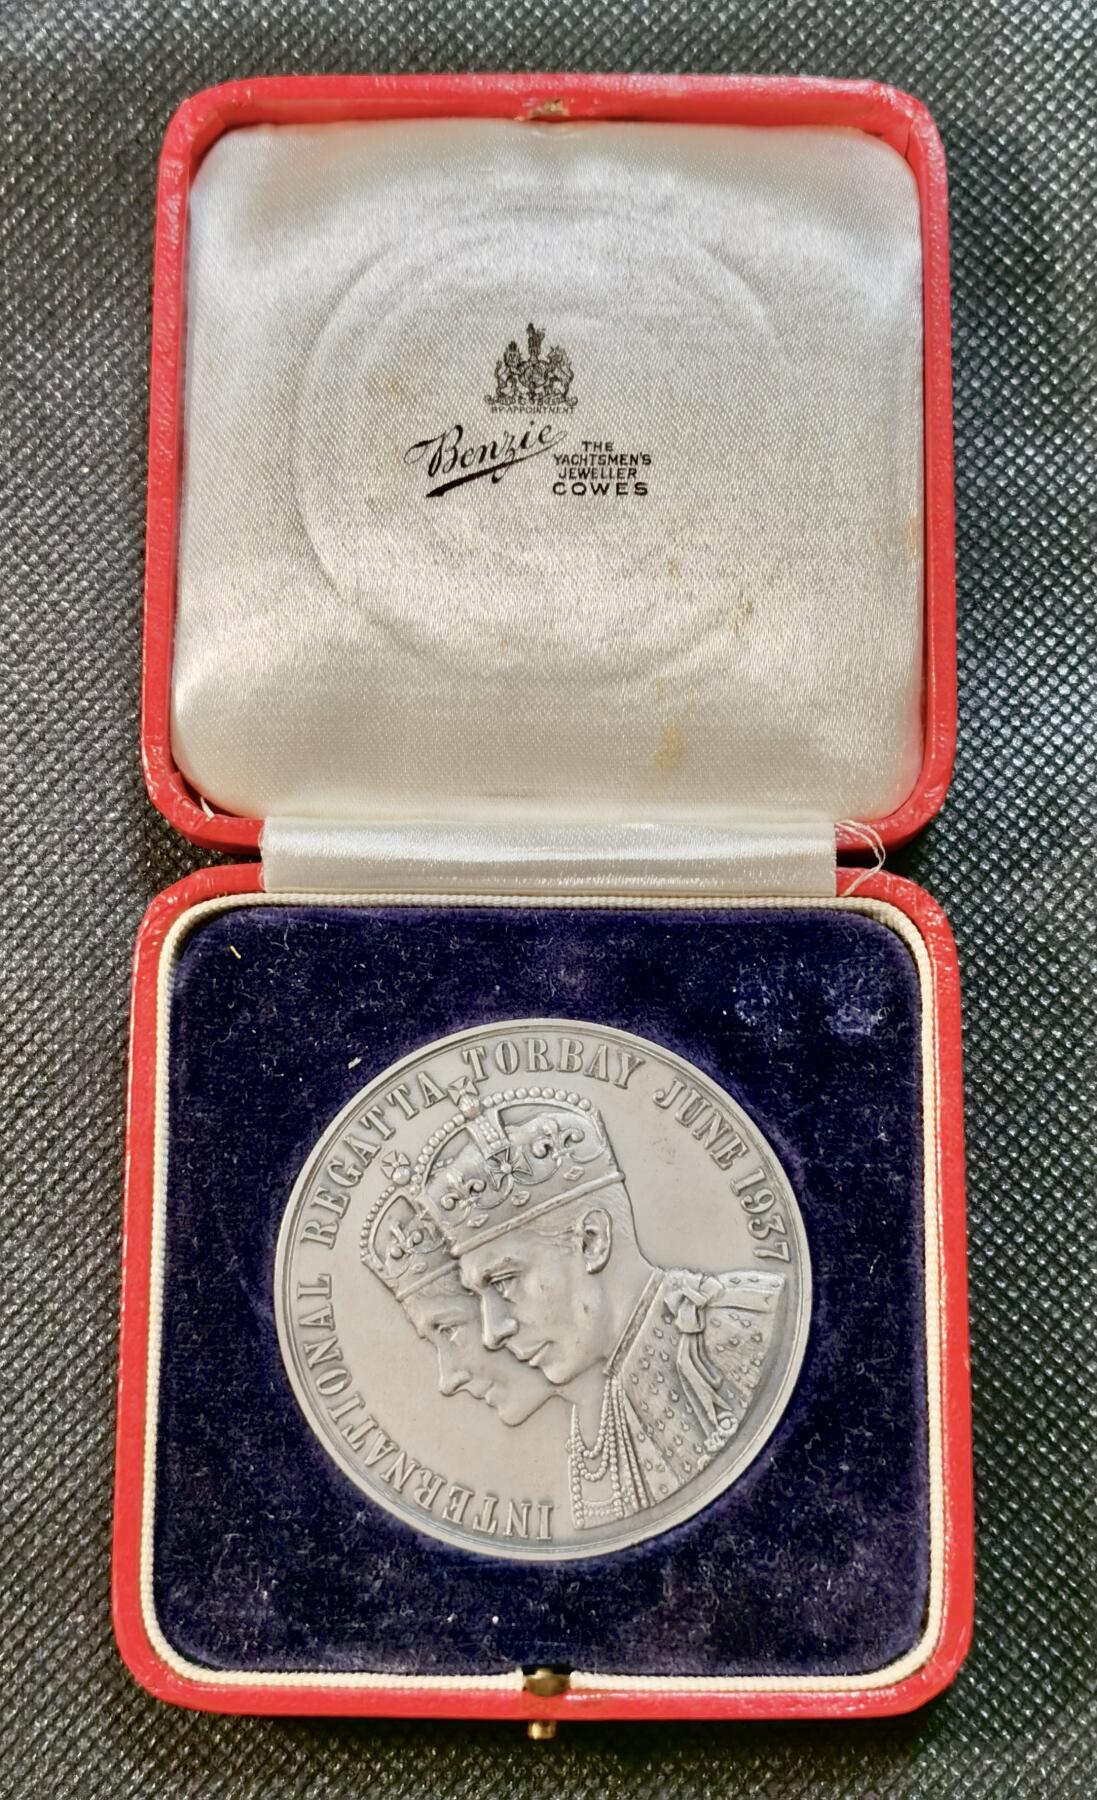 BY APPOINTMENT
Benzie
THE
YACHTSMEN'S
JEWELLER
COWES
INTERNATIONAL REGATTA TORBAY JUNE 1937